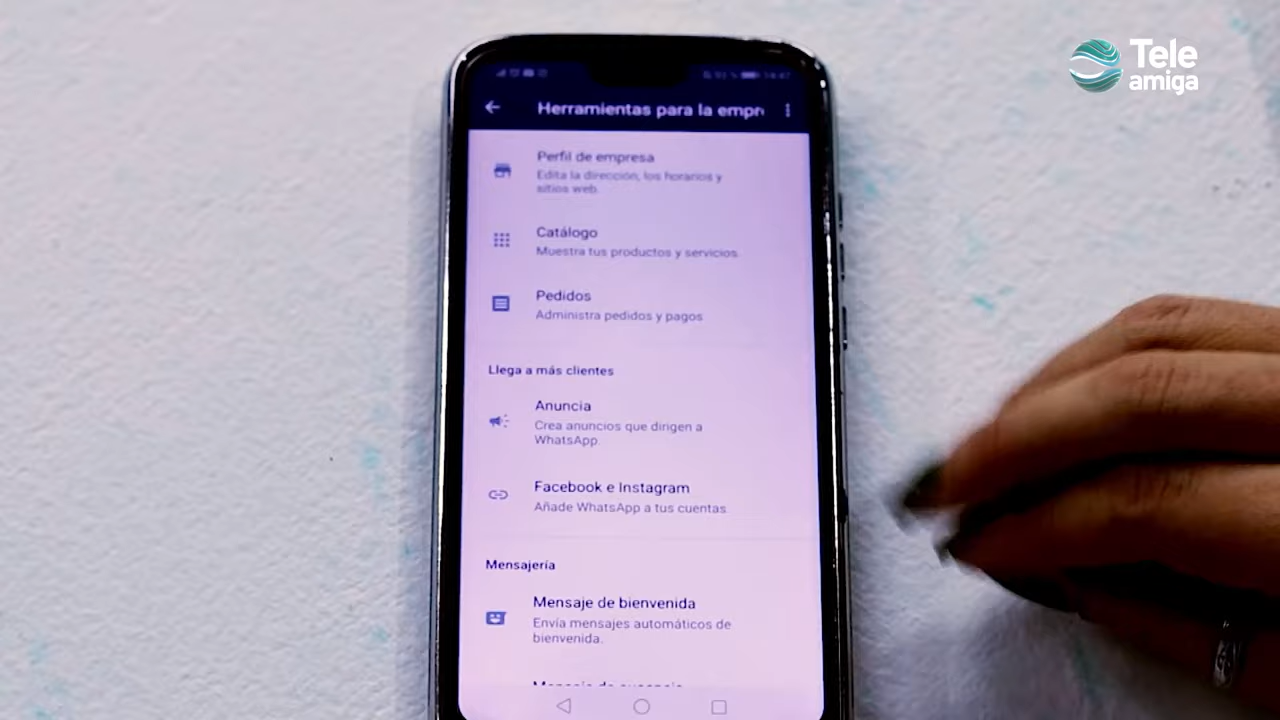 Tele
amiga
Herramientas para la empr
Perfil de empresa
Edita la dirección, los horarios y
sitios web.
Catálogo
Muestra tus productos y servicios.
Pedidos
Administra pedidos y pagos
Llega a más clientes
Anuncia
Crea anuncios que dirigen a
WhatsApp.
Facebook e Instagram
Añade WhatsApp a tus cuentas.
Mensajería
Mensaje de bienvenida
Envía mensajes automáticos de
bienvenida.